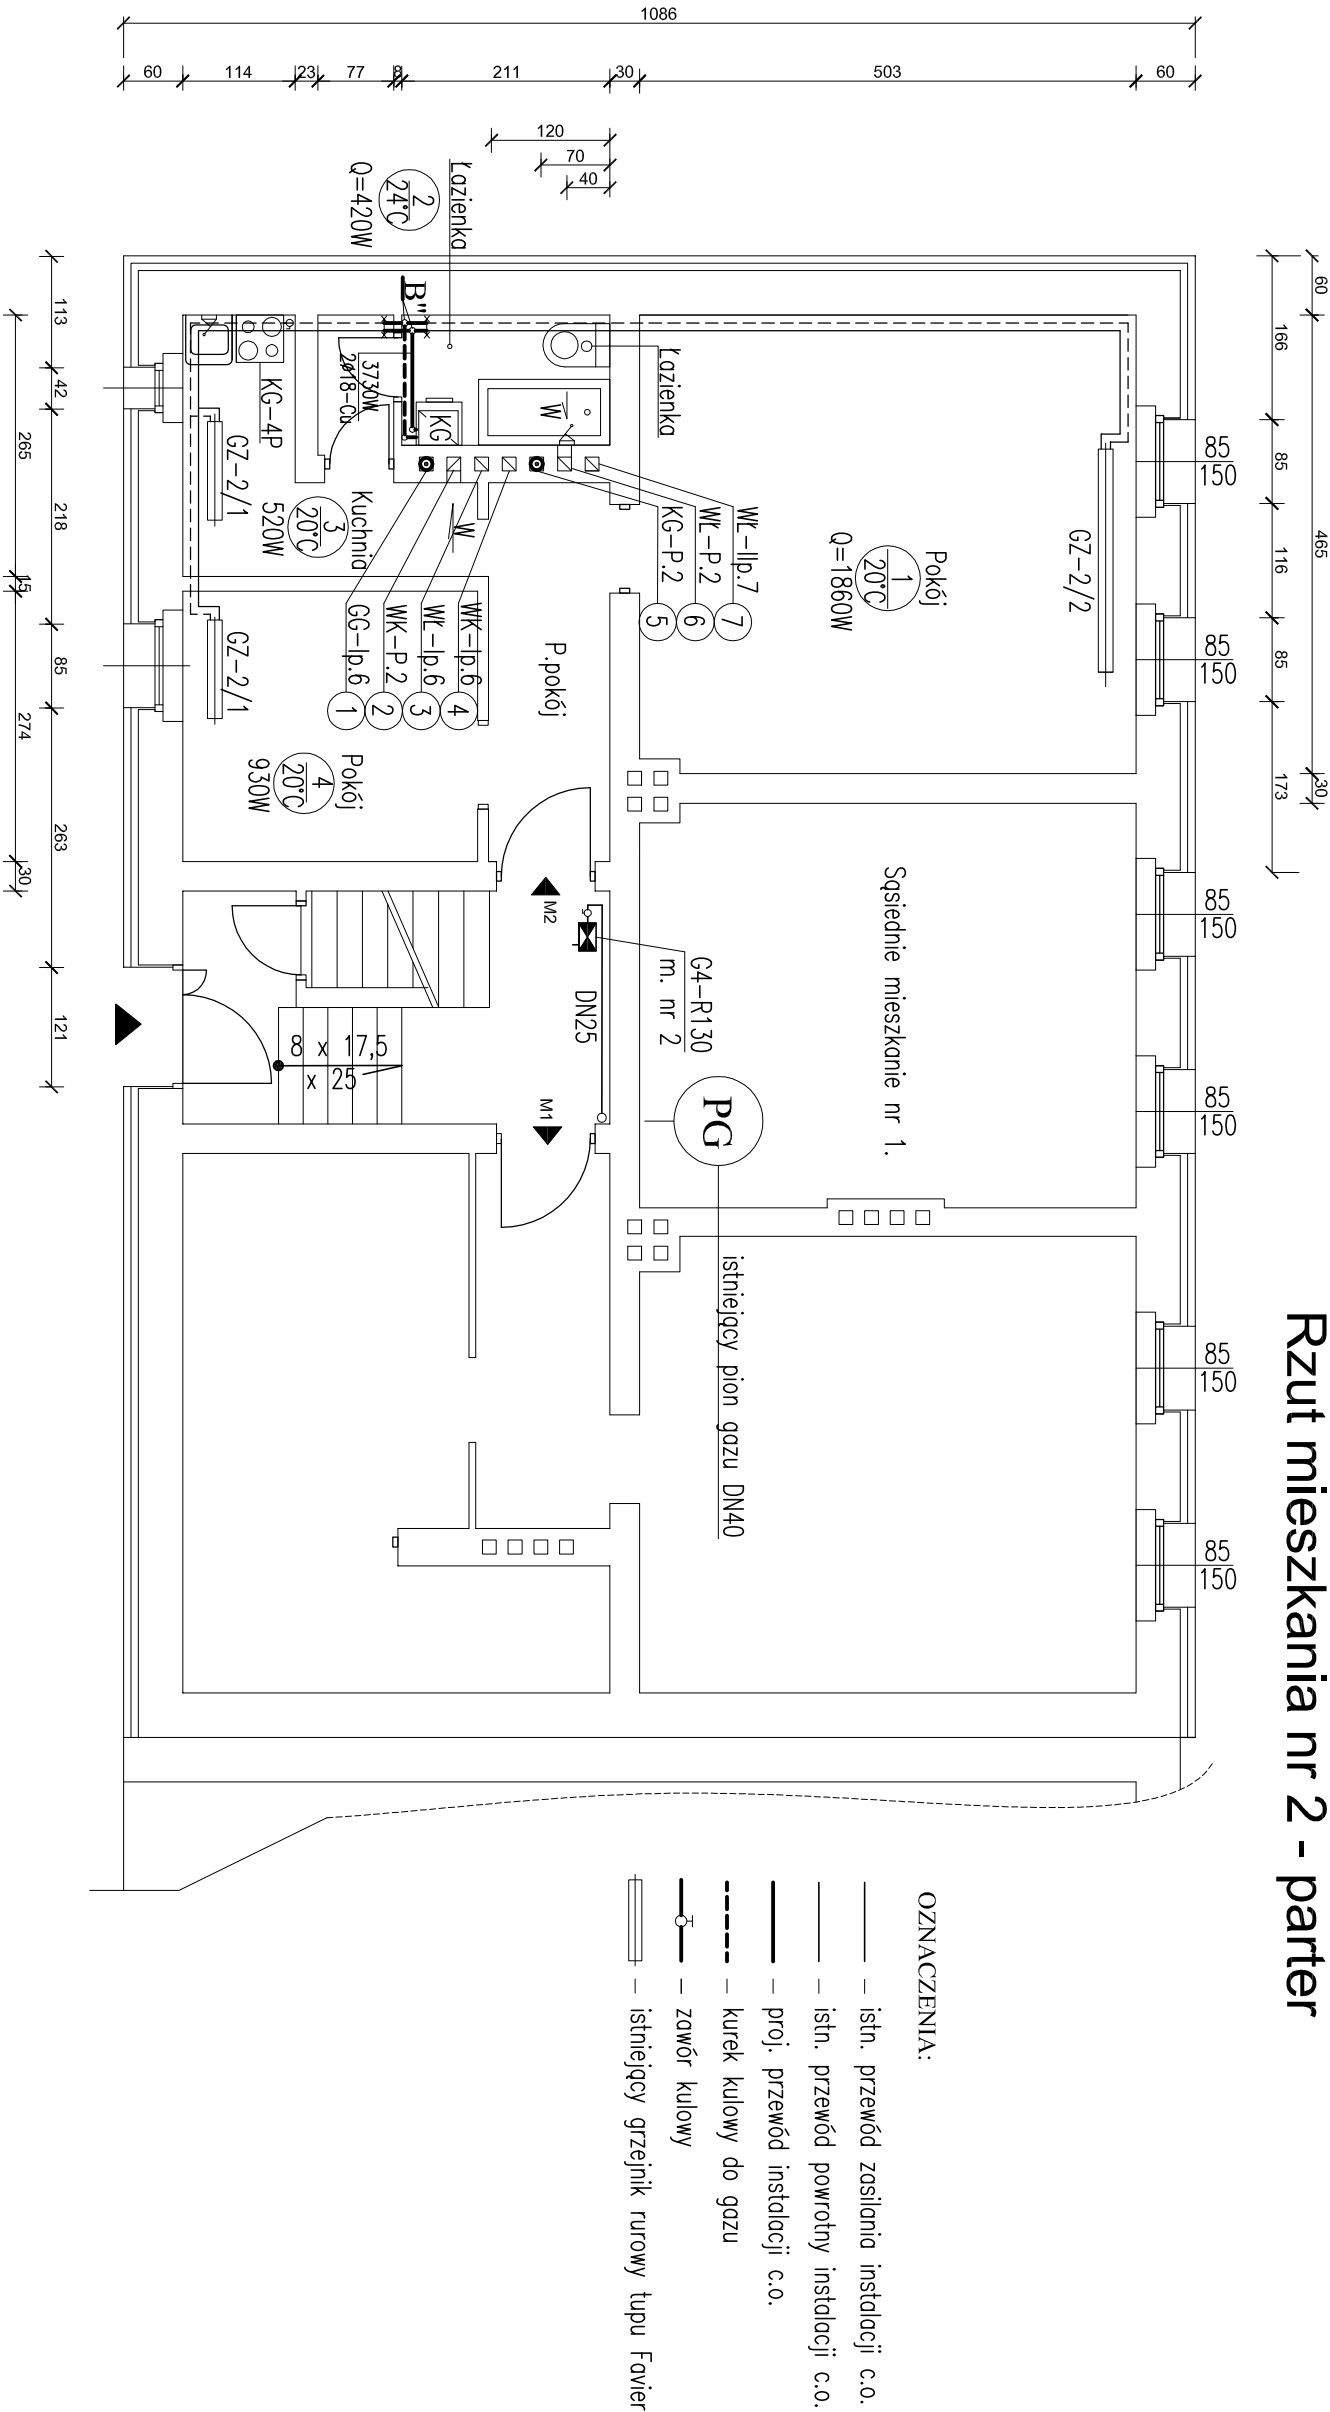 Rzut mieszkania nr 2 - parter
1086
60
114
23
77
8
211
30
503
60
120
70
40
60
465
30
166
85
116
85
173
85
150
85
150
85
150
85
150
85
150
85
150
Łazienka
2
24°C
Q=420W
B"
3730W
2ø18-Cu
KG
W
Łazienka
KG-4P
GZ-2/1
Kuchnia
3
20°C
520W
W
GZ-2/2
Pokój
1
20°C
Q=1860W
WŁ-IIp.7
7
WŁ-P.2
6
KG-P.2
5
WK-Ip.6
4
WŁ-Ip.6
3
WK-P.2
2
GG-Ip.6
1
P.pokój
GZ-2/1
Pokój
4
20°C
930W
Sąsiednie mieszkanie nr 1.
M2
G4-R130
m. nr 2
DN25
PG
istniejący pion gazu DN40
M1
8 x 17,5
x 25
113
42
218
85
263
121
265
15
274
30
OZNACZENIA:
- istn. przewód zasilania instalacji c.o.
- istn. przewód powrotny instalacji c.o.
- proj. przewód instalacji c.o.
- kurek kulowy do gazu
- zawór kulowy
- istniejący grzejnik rurowy tupu Favier